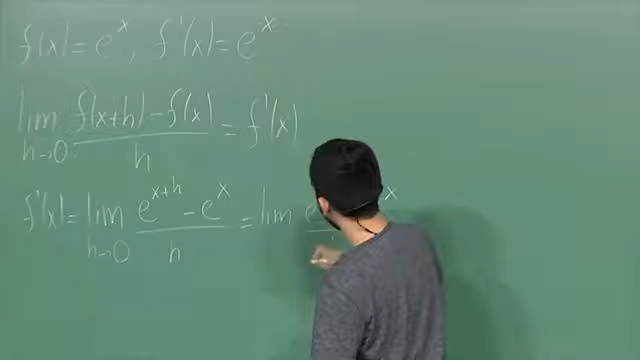 f(x) = e^x, f'(x) = e^x
lim h→0 f(x+h) - f(x) / h = f'(x)
f'(x) = lim h→0 e^{x+h} - e^x / h = lim e x